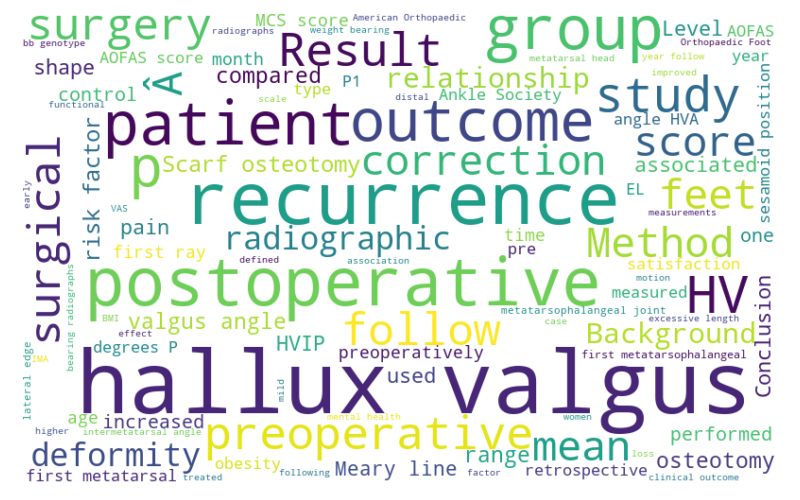 surgery
MCS score
American Orthopaedic
group
Level
AOFAS
bb genotype
radiographs
weight bearing
Orthopaedic Foot
AOFAS score
month
Result
metatarsal head
year follow
year
shape
Â
compared
type
P1
relationship
improved
control
functional
scale
distal
Ankle Society
study
angle HVA
sesamoid position
patient
outcome
score
risk factor
p
Scarf osteotomy
correction
associated
surgical
early
VAS
recurrence
EL
feet
measurements
pain
radiographic
time
Method
one
first ray
defined
association
pre
satisfaction
postoperative
motion
measured
HV
Conclusion
bearing radiographs
BMI
valgus angle
follow
metatarsophalangeal joint
excessive length
effect
case
Background
lateral edge
IMA
degrees P
HVIP
preoperatively
first metatarsophalangeal
hallux valgus
used
mild
age
increased
mental health
women
higher
intermetatarsal angle
preoperative
mean
performed
deformity
obesity
range
loss
osteotomy
first metatarsal
treated
following
Meary line
factor
retrospective
clinical outcome